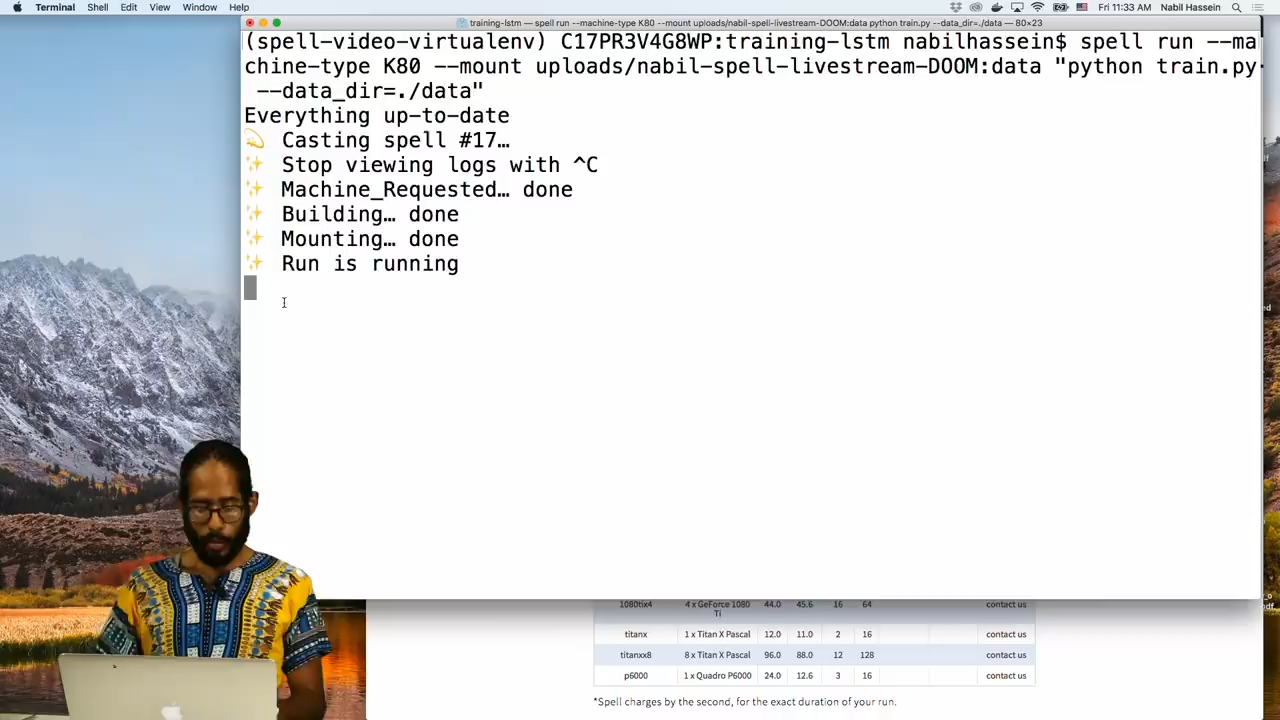 Terminal Shell Edit View Window Help Fri 11:33 AM Nabil Hassein
training-lstm — spell run --machine-type K80 --mount uploads/nabil-spell-livestream-DOOM:data python train.py --data_dir=./data — 80×23
(spell-video-virtualenv) C17PR3V4G8WP:training-lstm nabilhassein$ spell run --ma
chine-type K80 --mount uploads/nabil-spell-livestream-DOOM:data "python train.py
--data_dir=./data"
Everything up-to-date
💫 Casting spell #17…
✨ Stop viewing logs with ^C
✨ Machine_Requested… done
✨ Building… done
✨ Mounting… done
✨ Run is running
1080tix4 4 x GeForce 1080 Ti 44.0 45.6 16 64 contact us
titanx 1 x Titan X Pascal 12.0 11.0 2 16 contact us
titanxx8 8 x Titan X Pascal 96.0 88.0 12 128 contact us
p6000 1 x Quadro P6000 24.0 12.6 3 16 contact us
*Spell charges by the second, for the exact duration of your run.